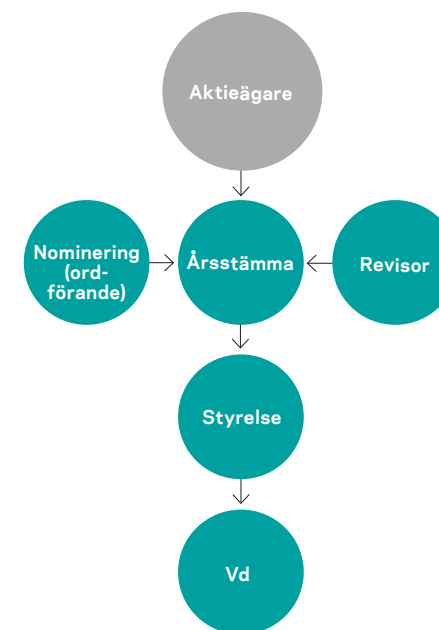 Aktieägare
Nominering
(ord-
förande)
Årsstämma
Revisor
Styrelse
Vd